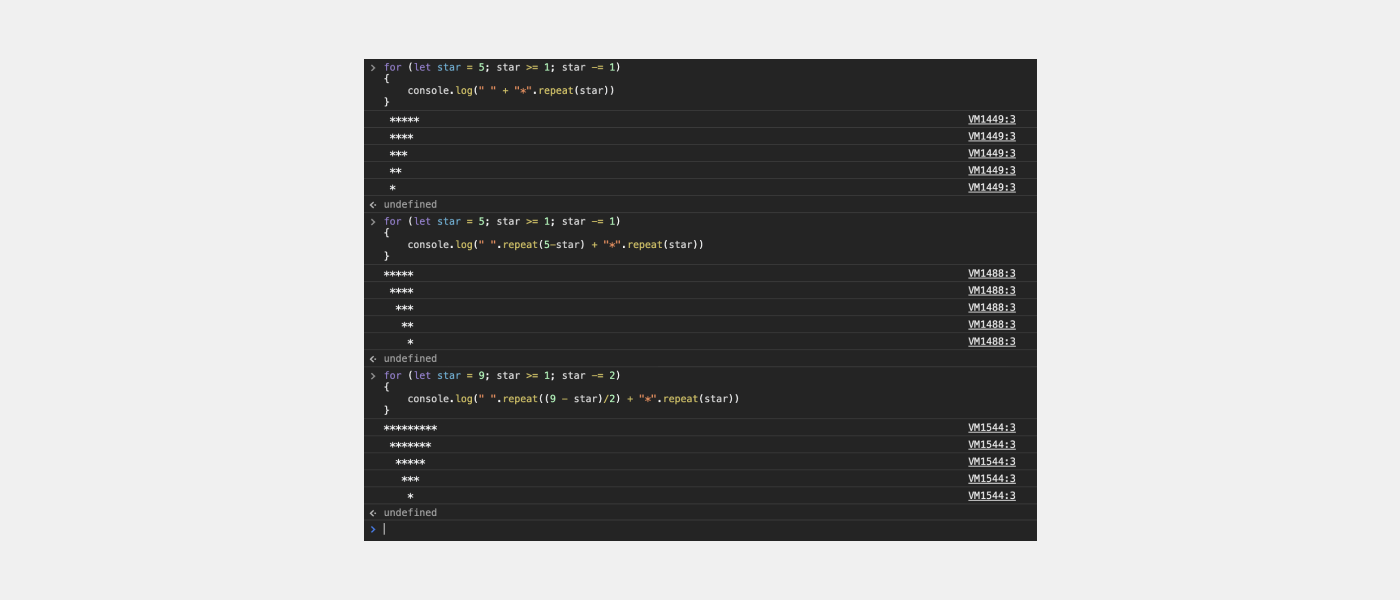 > for (let star = 5; star >= 1; star -= 1)
{
    console.log(" " + "*".repeat(star))
}
 ***** VM1449:3
 **** VM1449:3
 *** VM1449:3
 ** VM1449:3
 * VM1449:3
< undefined
> for (let star = 5; star >= 1; star -= 1)
{
    console.log(" ".repeat(5-star) + "*".repeat(star))
}
***** VM1488:3
 **** VM1488:3
  *** VM1488:3
   ** VM1488:3
    * VM1488:3
< undefined
> for (let star = 9; star >= 1; star -= 2)
{
    console.log(" ".repeat((9 - star)/2) + "*".repeat(star))
}
********* VM1544:3
 ******* VM1544:3
  ***** VM1544:3
   *** VM1544:3
    * VM1544:3
< undefined
>